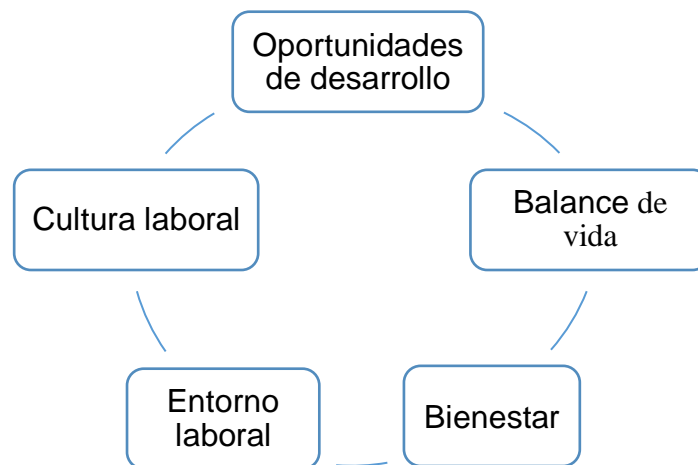 Oportunidades
de desarrollo
Balance de
vida
Bienestar
Entorno
laboral
Cultura laboral